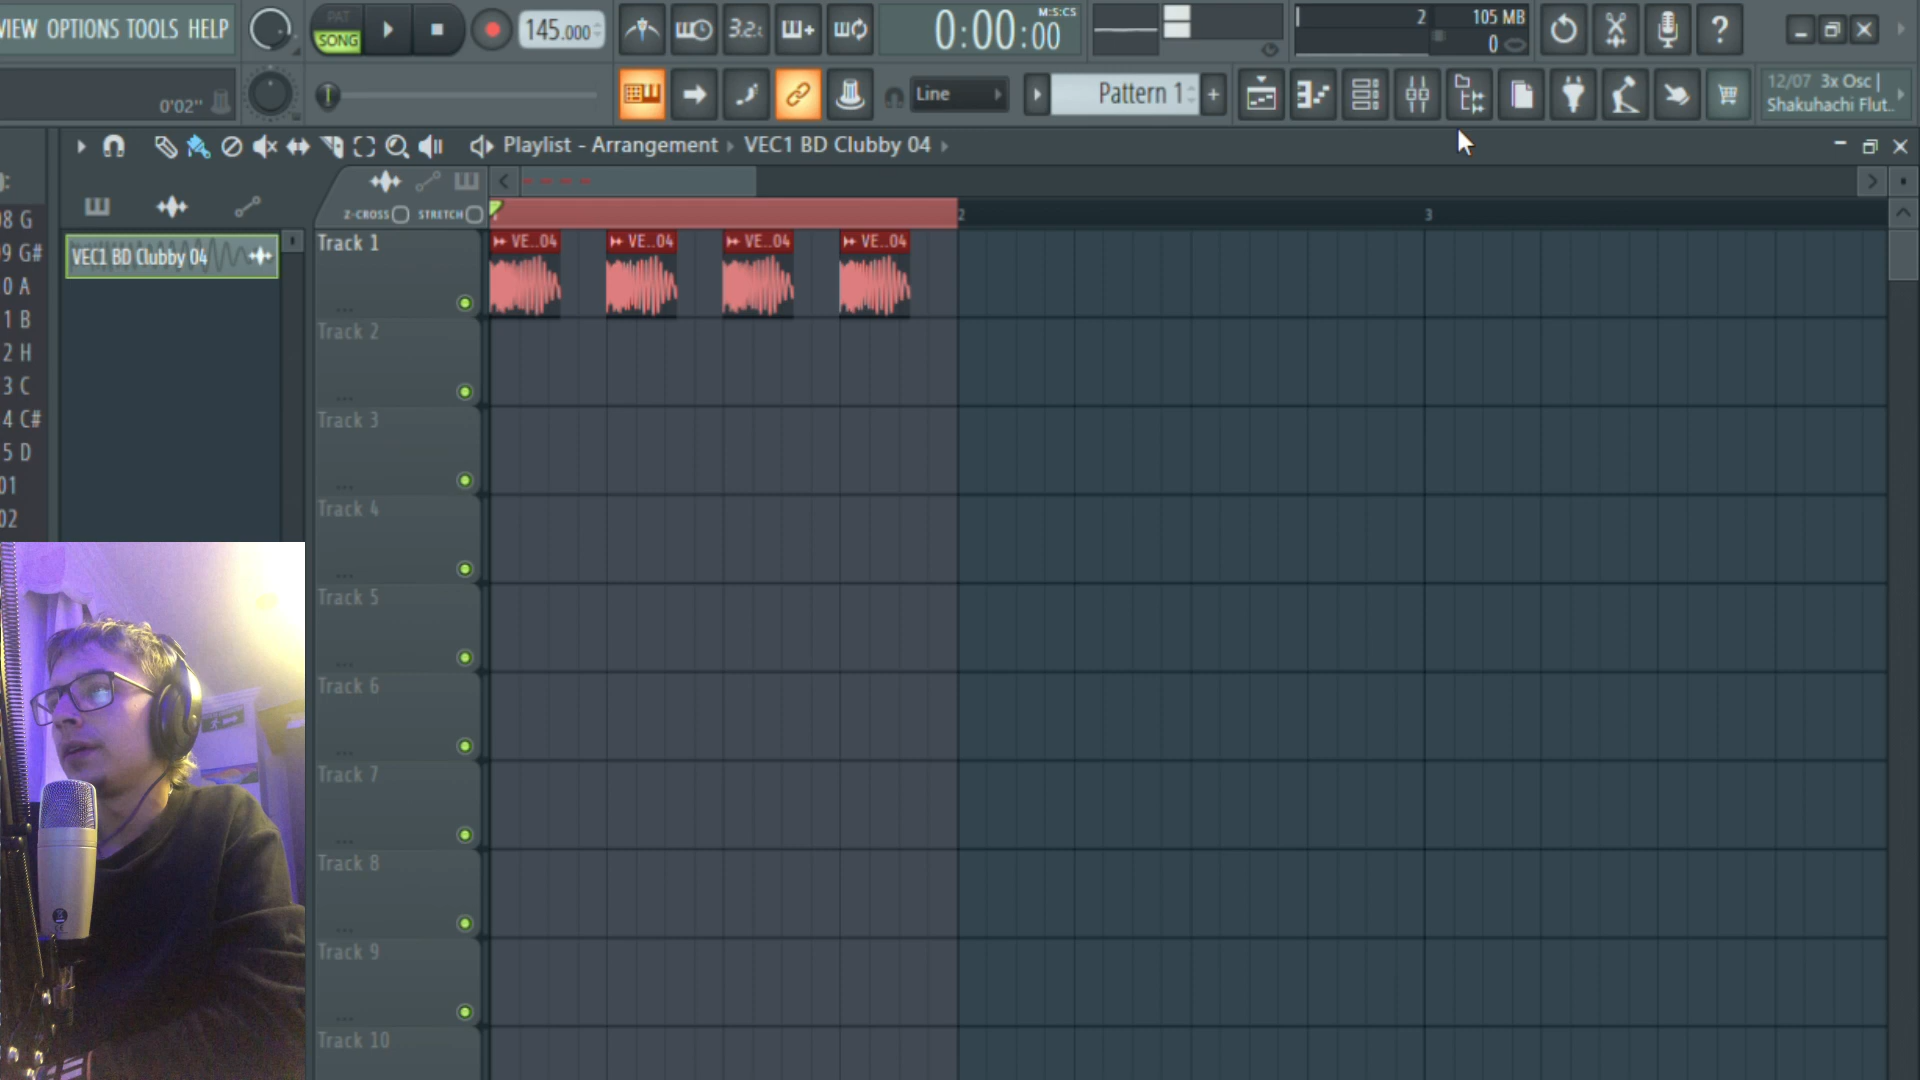 VIEW OPTIONS TOOLS HELP
PAT
SONG
145.000
3.2.
0:00:00
M:S:CS
2
105 MB
0
0'02"
Line
Pattern 1
12/07 3x Osc |
Shakuhachi Flut..
Playlist - Arrangement › VEC1 BD Clubby 04 ›
Z-CROSS
STRETCH
2
3
VEC1 BD Clubby 04
8 G
9 G#
0 A
1 B
2 H
3 C
4 C#
5 D
01
02
Track 1
VE..04
VE..04
VE..04
VE..04
Track 2
Track 3
Track 4
Track 5
Track 6
Track 7
Track 8
Track 9
Track 10